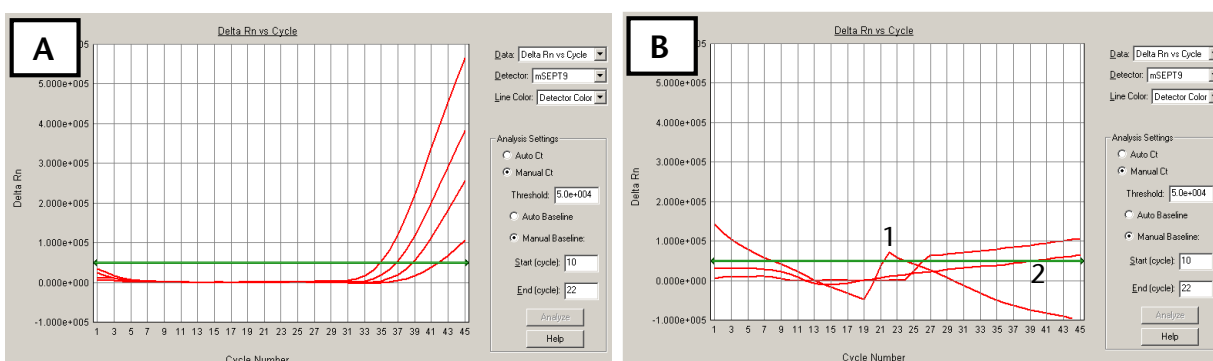 A
Delta Rn vs Cycle
5.000e+005
4.000e+005
3.000e+005
2.000e+005
1.000e+005
0.000e+000
-1.000e+005
Delta Rn
1 3 5 7 9 11 13 15 17 19 21 23 25 27 29 31 33 35 37 39 41 43 45
Cycle Number
Data: Delta Rn vs Cycle
Detector: mSEPT9
Line Color: Detector Color
Analysis Settings
Auto Ct
Manual Ct
Threshold: 5.0e+004
Auto Baseline
Manual Baseline:
Start (cycle): 10
End (cycle): 22
Analyze
Help
B
Delta Rn vs Cycle
5.000e+005
4.000e+005
3.000e+005
2.000e+005
1.000e+005
0.000e+000
-1.000e+005
Delta Rn
1
2
1 3 5 7 9 11 13 15 17 19 21 23 25 27 29 31 33 35 37 39 41 43 45
Cycle Number
Data: Delta Rn vs Cycle
Detector: mSEPT9
Line Color: Detector Color
Analysis Settings
Auto Ct
Manual Ct
Threshold: 5.0e+004
Auto Baseline
Manual Baseline:
Start (cycle): 10
End (cycle): 22
Analyze
Help